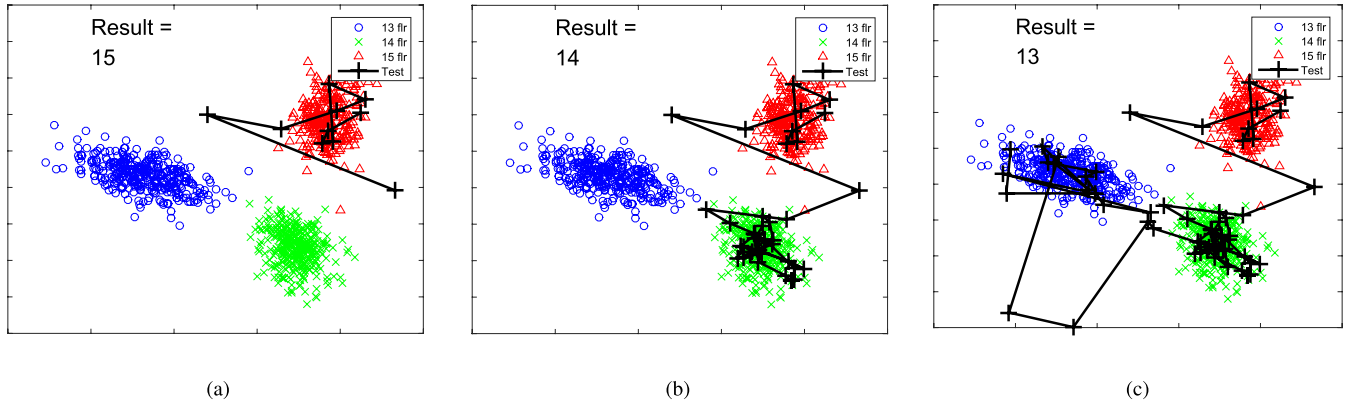 Result =
15
13 flr
14 flr
15 flr
Test
(a)
Result =
14
13 flr
14 flr
15 flr
Test
(b)
Result =
13
13 flr
14 flr
15 flr
Test
(c)